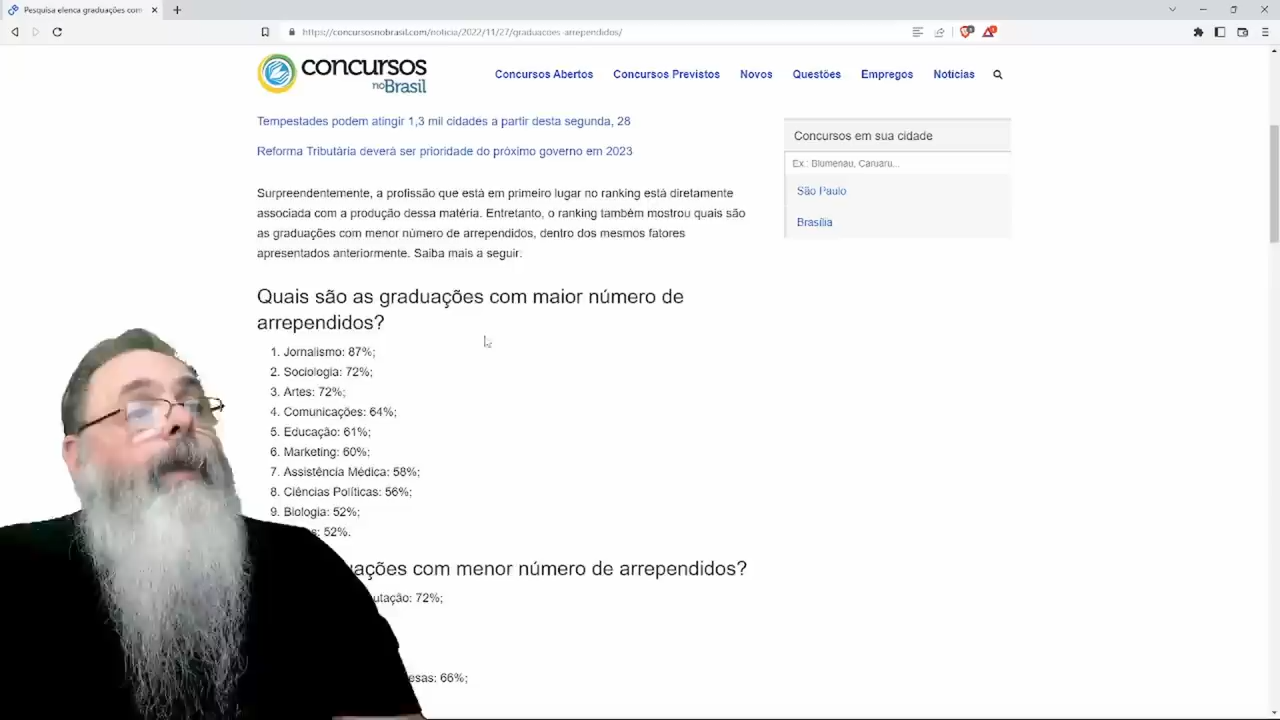 Pesquisa elenca graduações com
https://concursosnobrasil.com/noticia/2022/11/27/graduacoes-arrependidos/
concursos
noBrasil
Concursos Abertos Concursos Previstos Novos Questões Empregos Notícias
Tempestades podem atingir 1,3 mil cidades a partir desta segunda, 28
Reforma Tributária deverá ser prioridade do próximo governo em 2023
Concursos em sua cidade
Ex.: Blumenau, Caruaru...
São Paulo
Brasília
Surpreendentemente, a profissão que está em primeiro lugar no ranking está diretamente
associada com a produção dessa matéria. Entretanto, o ranking também mostrou quais são
as graduações com menor número de arrependidos, dentro dos mesmos fatores
apresentados anteriormente. Saiba mais a seguir.
Quais são as graduações com maior número de
arrependidos?
1. Jornalismo: 87%;
2. Sociologia: 72%;
3. Artes: 72%;
4. Comunicações: 64%;
5. Educação: 61%;
6. Marketing: 60%;
7. Assistência Médica: 58%;
8. Ciências Políticas: 56%;
9. Biologia: 52%;
52%.
com menor número de arrependidos?
72%;
66%;